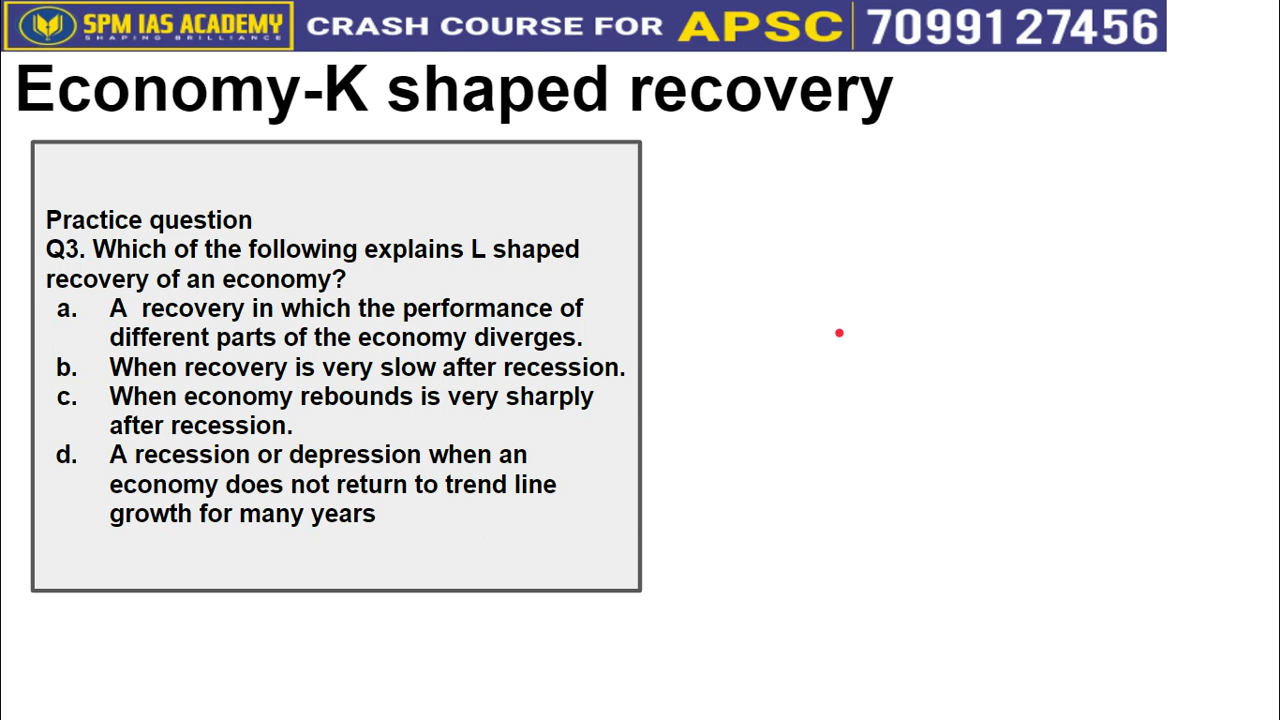 SPM IAS ACADEMY
SHAPING BRILLIANCE
CRASH COURSE FOR APSC 70991 27456
Economy-K shaped recovery
Practice question
Q3. Which of the following explains L shaped
recovery of an economy?
a. A recovery in which the performance of
different parts of the economy diverges.
b. When recovery is very slow after recession.
c. When economy rebounds is very sharply
after recession.
d. A recession or depression when an
economy does not return to trend line
growth for many years